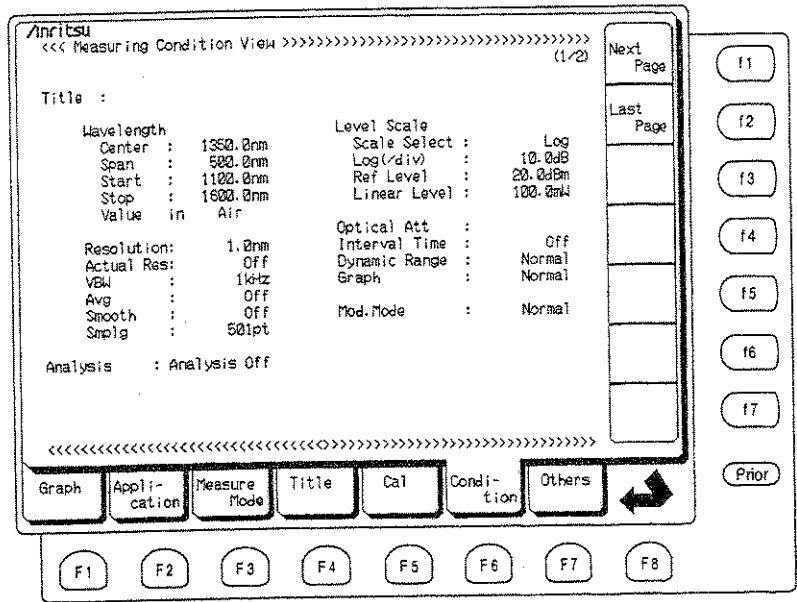 Anritsu
<<< Measuring Condition View >>>>>>>>>>>>>>>>>>>>>>>>>>>>>>>>>>>>>
(1/2)
Title :
Wavelength
Center : 1350.0nm
Span : 500.0nm
Start : 1100.0nm
Stop : 1600.0nm
Value in Air
Resolution: 1.0nm
Actual Res: Off
VBW : 1kHz
Avg : Off
Smooth : Off
Smplg : 501pt
Analysis : Analysis Off
Level Scale
Scale Select : Log
Log(/div) : 10.0dB
Ref Level : 20.0dBm
Linear Level : 100.0mW
Optical Att :
Interval Time : Off
Dynamic Range : Normal
Graph : Normal
Mod.Mode : Normal
<<<<<<<<<<<<<<<<<<<<<<<<<<<<<<<<<<>>>>>>>>>>>>>>>>>>>>>>>>>>>>>>>>>
Next
Page
Last
Page
f1
f2
f3
f4
f5
f6
f7
Prior
Graph
Appli-
cation
Measure
Mode
Title
Cal
Condi-
tion
Others
F1
F2
F3
F4
F5
F6
F7
F8